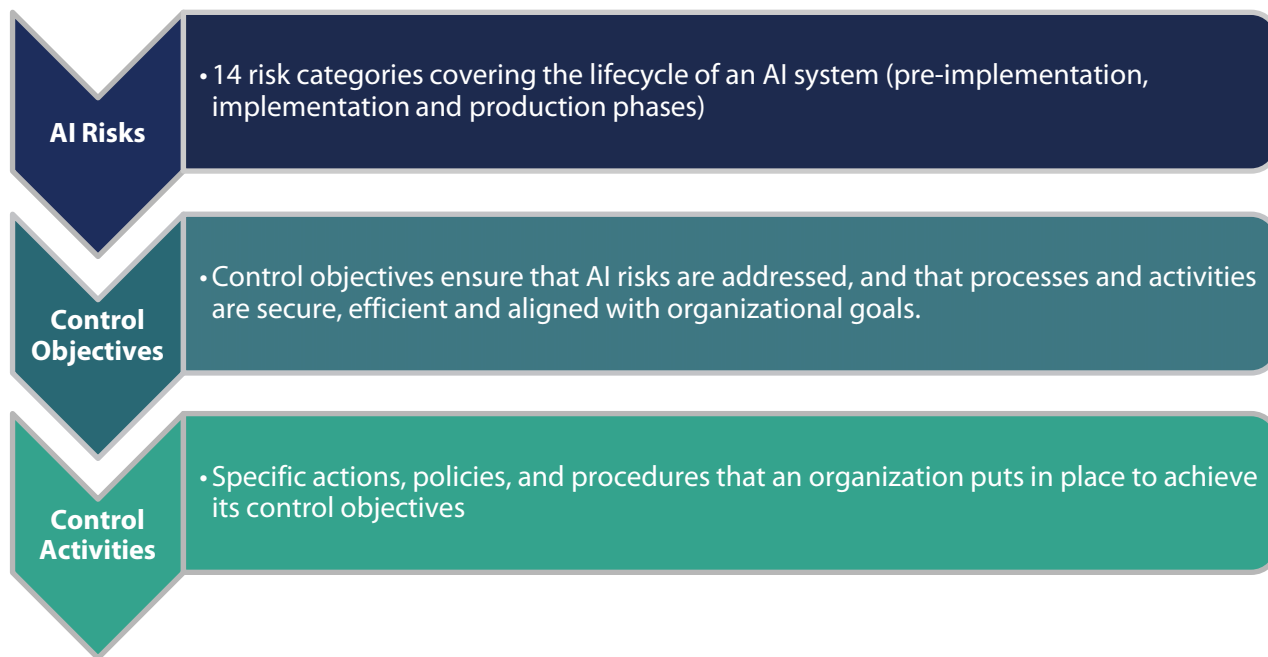 AI Risks
• 14 risk categories covering the lifecycle of an AI system (pre-implementation,
implementation and production phases)
Control
Objectives
• Control objectives ensure that AI risks are addressed, and that processes and activities
are secure, efficient and aligned with organizational goals.
Control
Activities
• Specific actions, policies, and procedures that an organization puts in place to achieve
its control objectives